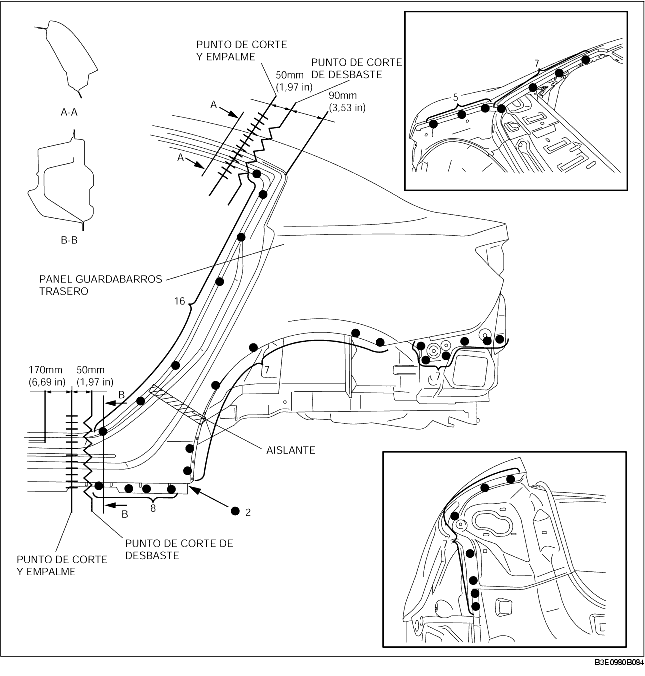 PUNTO DE CORTE
Y EMPALME
50mm
(1,97 in)
PUNTO DE CORTE
DE DESBASTE
90mm
(3,53 in)
A
A
A-A
B-B
5
7
PANEL GUARDABARROS
TRASERO
16
170mm
(6,69 in)
50mm
(1,97 in)
B
7
7
AISLANTE
B
8
2
PUNTO DE CORTE
Y EMPALME
PUNTO DE CORTE DE
DESBASTE
7
B3E0980B084